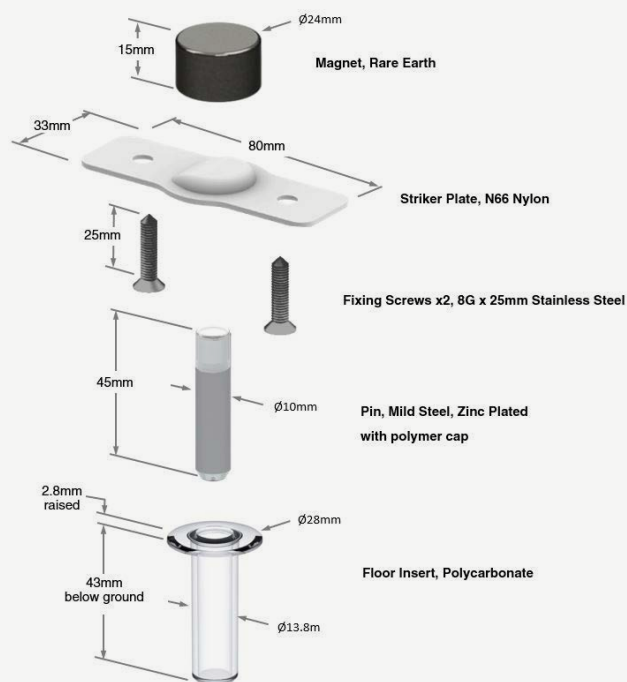 Ø24mm
15mm
Magnet, Rare Earth
33mm
80mm
Striker Plate, N66 Nylon
25mm
Fixing Screws x2, 8G x 25mm Stainless Steel
45mm
Ø10mm
Pin, Mild Steel, Zinc Plated
with polymer cap
2.8mm
raised
Ø28mm
43mm
below ground
Floor Insert, Polycarbonate
Ø13.8m